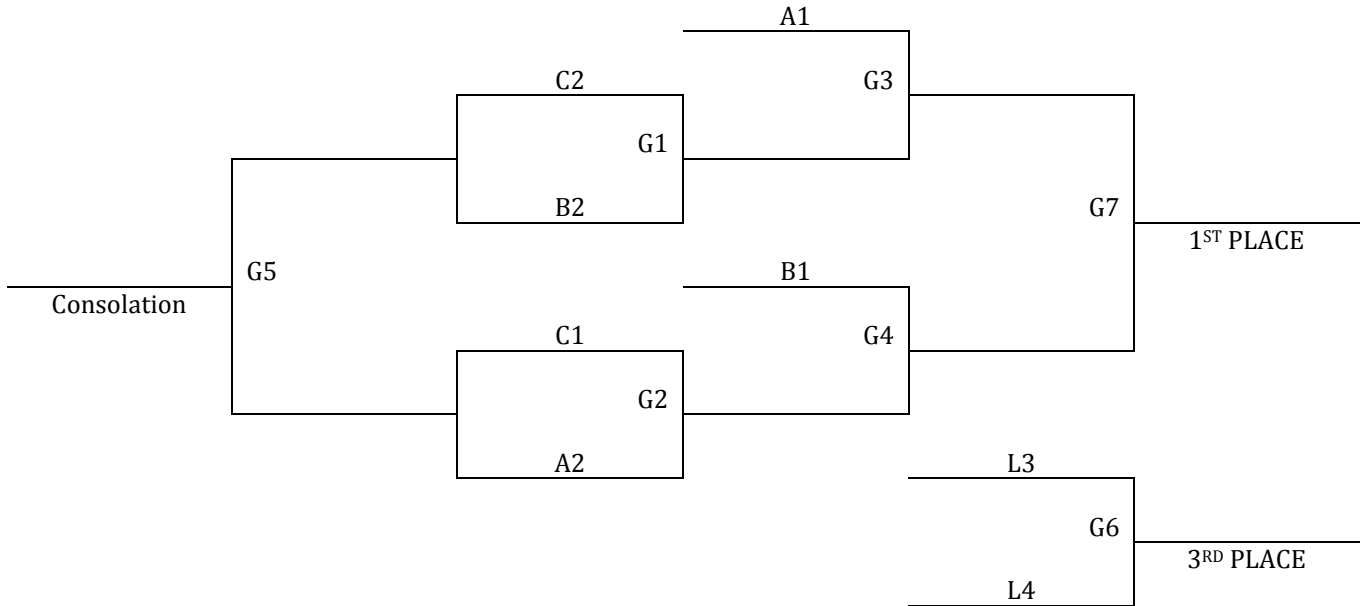 A1
C2
G3
G1
B2
G7
1ST PLACE
G5
B1
Consolation
C1
G4
G2
A2
L3
G6
3RD PLACE
L4